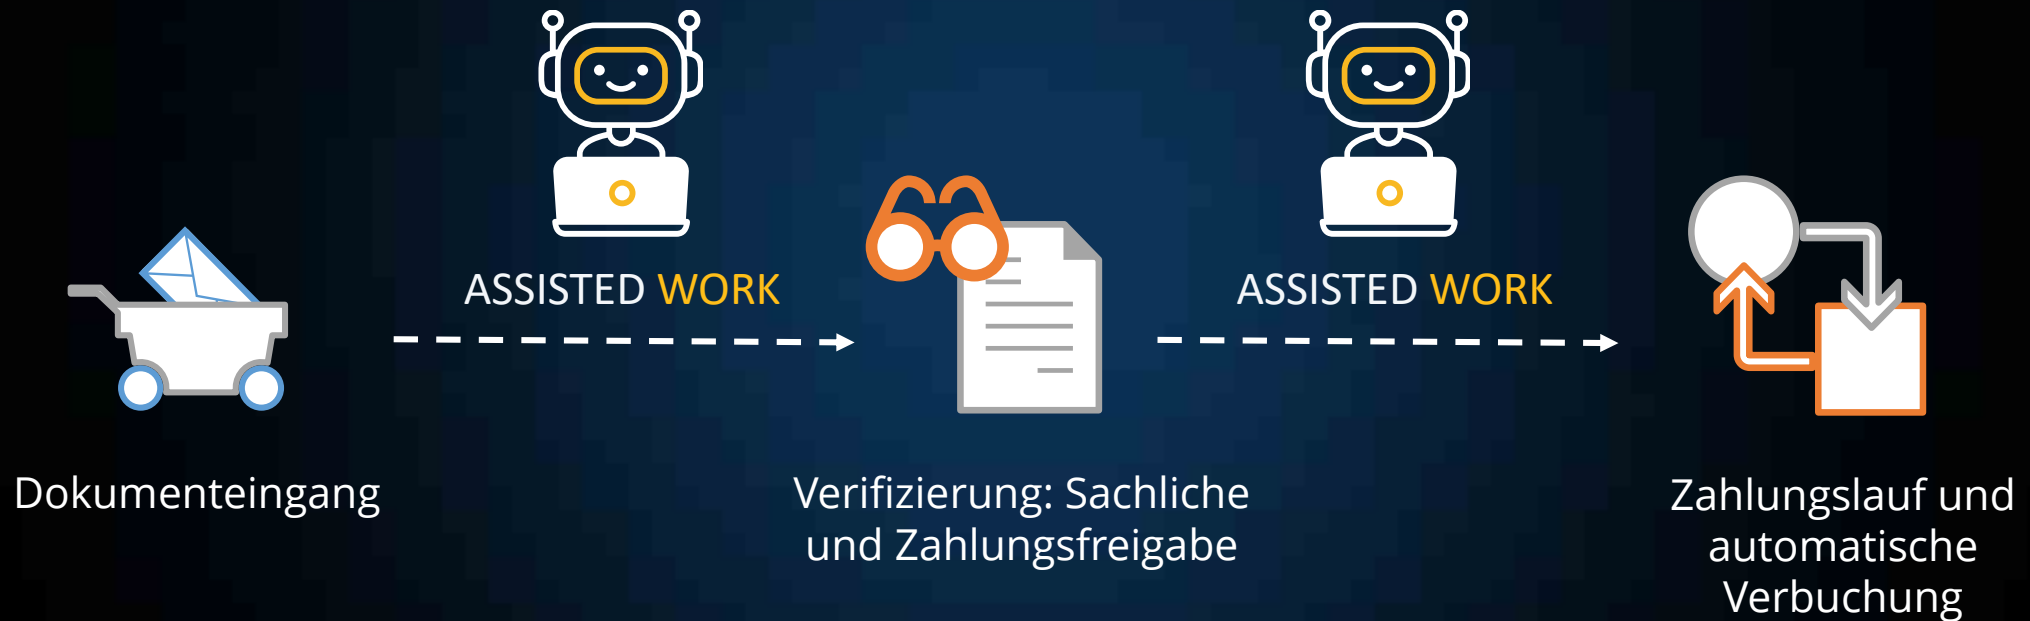 ASSISTED WORK
ASSISTED WORK
Dokumenteingang
Verifizierung: Sachliche
und Zahlungsfreigabe
Zahlungslauf und
automatische
Verbuchung